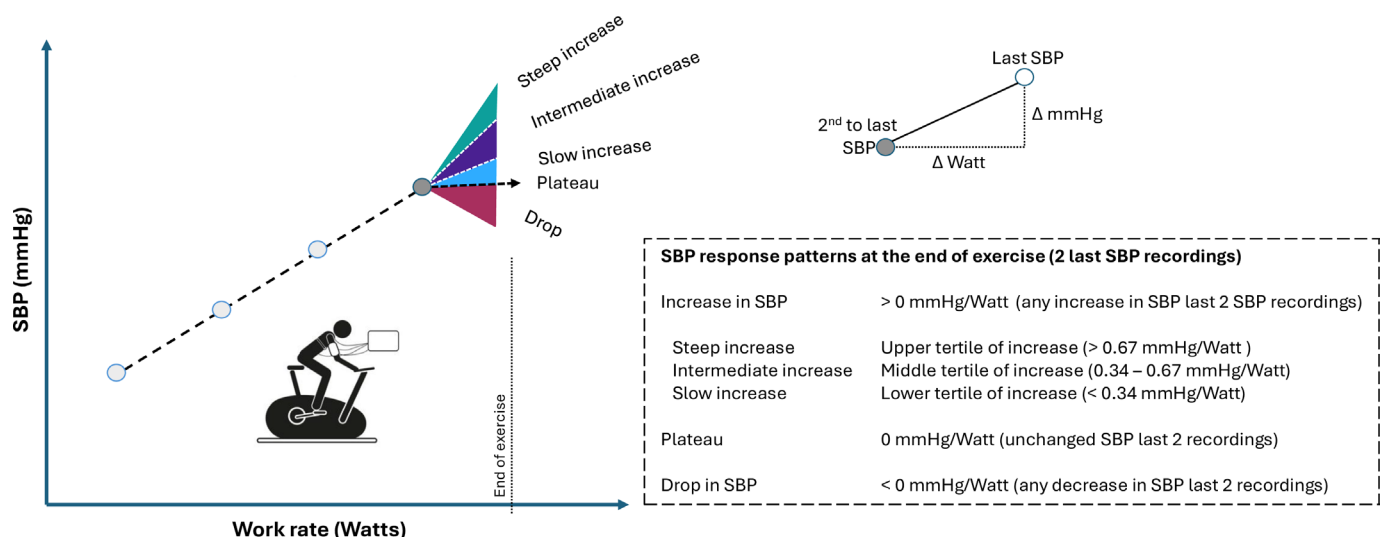 SBP (mmHg)
Work rate (Watts)
Steep increase
Intermediate increase
Slow increase
Plateau
Drop
End of exercise
Last SBP
2nd to last
SBP
Δ mmHg
Δ Watt
SBP response patterns at the end of exercise (2 last SBP recordings)
Increase in SBP > 0 mmHg/Watt (any increase in SBP last 2 SBP recordings)
Steep increase Upper tertile of increase (> 0.67 mmHg/Watt )
Intermediate increase Middle tertile of increase (0.34 – 0.67 mmHg/Watt)
Slow increase Lower tertile of increase (< 0.34 mmHg/Watt)
Plateau 0 mmHg/Watt (unchanged SBP last 2 recordings)
Drop in SBP < 0 mmHg/Watt (any decrease in SBP last 2 recordings)